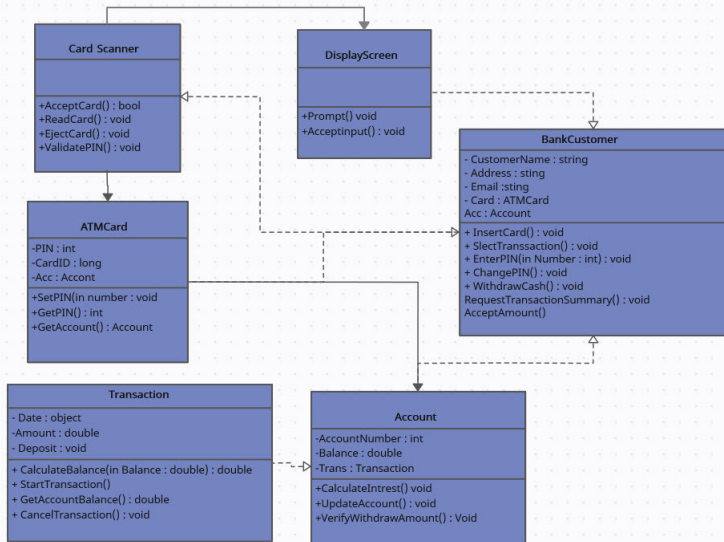 Card Scanner
+AcceptCard() : bool
+ReadCard() : void
+EjectCard() : void
+ValidatePIN() : void
DisplayScreen
+Prompt() void
+Acceptinput() : void
BankCustomer
- CustomerName : string
- Address : sting
- Email :sting
- Card : ATMCard
Acc : Account
+ InsertCard() : void
+ SlectTranssaction() : void
+ EnterPIN(in Number : int) : void
+ ChangePIN() : void
+ WithdrawCash() : void
RequestTransactionSummary() : void
AcceptAmount()
ATMCard
-PIN : int
-CardID : long
-Acc : Accont
+SetPIN(in number : void
+GetPIN() : int
+GetAccount() : Account
Transaction
- Date : object
-Amount : double
- Deposit : void
+ CalculateBalance(in Balance : double) : double
+ StartTransaction()
+ GetAccountBalance() : double
+ CancelTransaction() : void
Account
-AccountNumber : int
-Balance : double
-Trans : Transaction
+CalculateIntrest() void
+UpdateAccount() : void
+VerifyWithdrawAmount() : Void